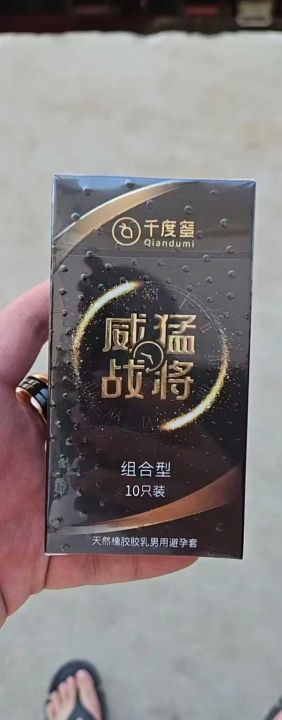 千度蜜
Qiandumi
威猛
战将
组合型
10只装
天然橡胶胶乳男用避孕套